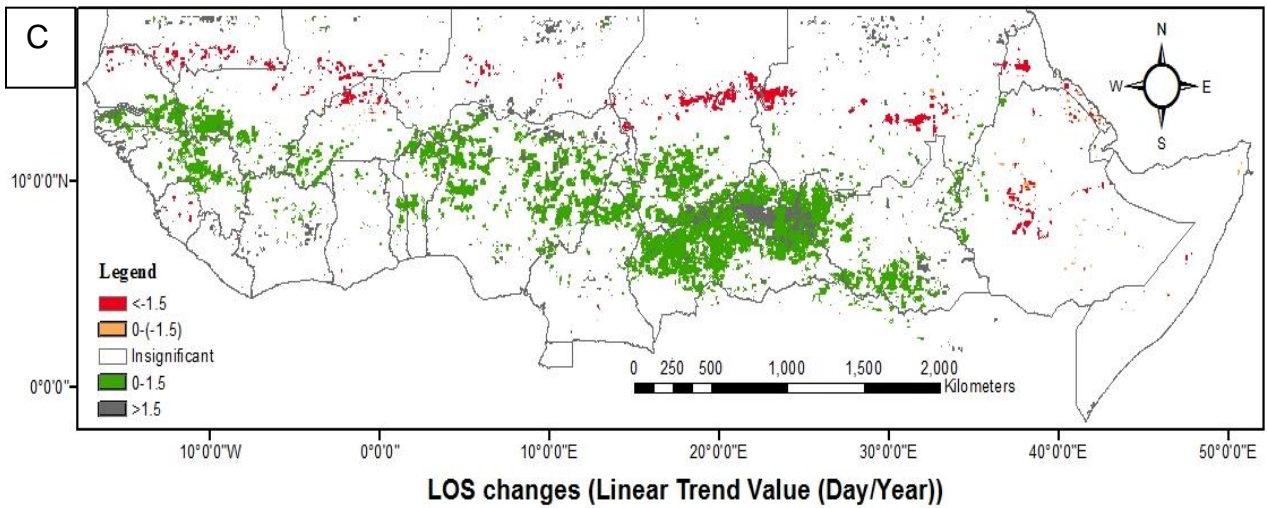 C
N
W E
S
10°0'0"N
Legend
<-1.5
0-(-1.5)
Insignificant
0-1.5
>1.5
0 250 500 1,000 1,500 2,000
Kilometers
0°0'0"
10°0'0"W 0°0'0" 10°0'0"E 20°0'0"E 30°0'0"E 40°0'0"E 50°0'0"E
LOS changes (Linear Trend Value (Day/Year))